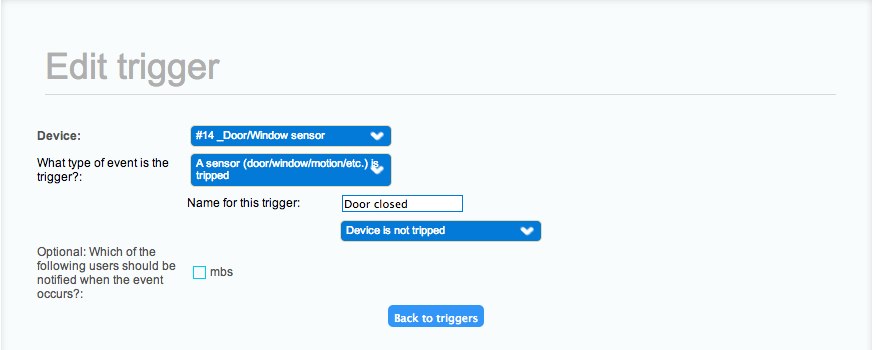 Edit trigger
Device:
#14 _Door/Window sensor
What type of event is the
trigger?:
A sensor (door/window/motion/etc.) is
tripped
Name for this trigger:
Door closed
Device is not tripped
Optional: Which of the
following users should be
notified when the event
occurs?:
mbs
Back to triggers